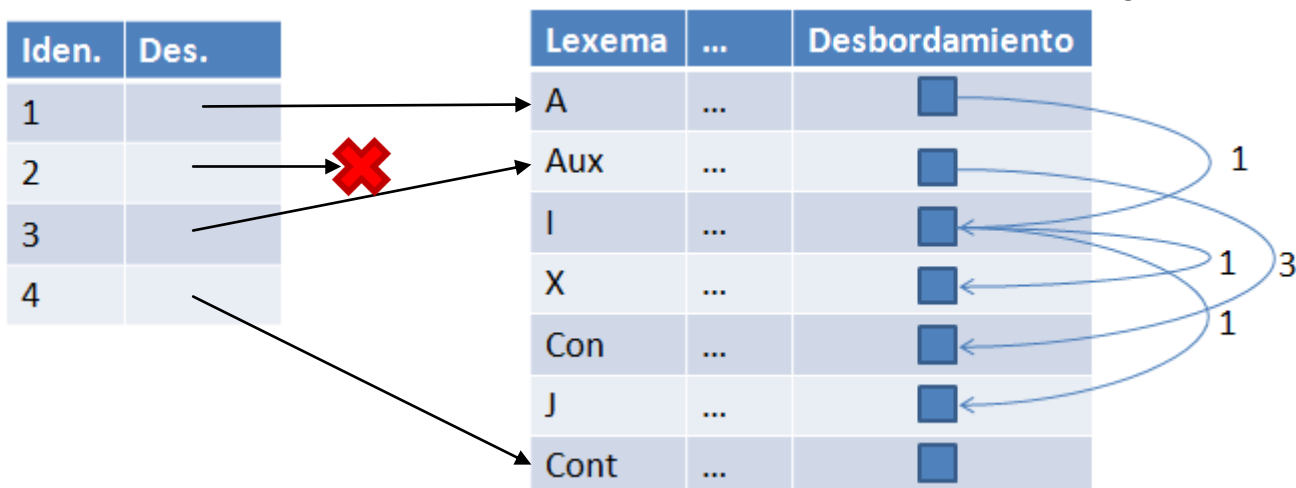 Iden. Des.
1
2
3
4
Lexema ... Desbordamiento
A ...
Aux ...
I ...
X ...
Con ...
J ...
Cont ...
1
1
3
1